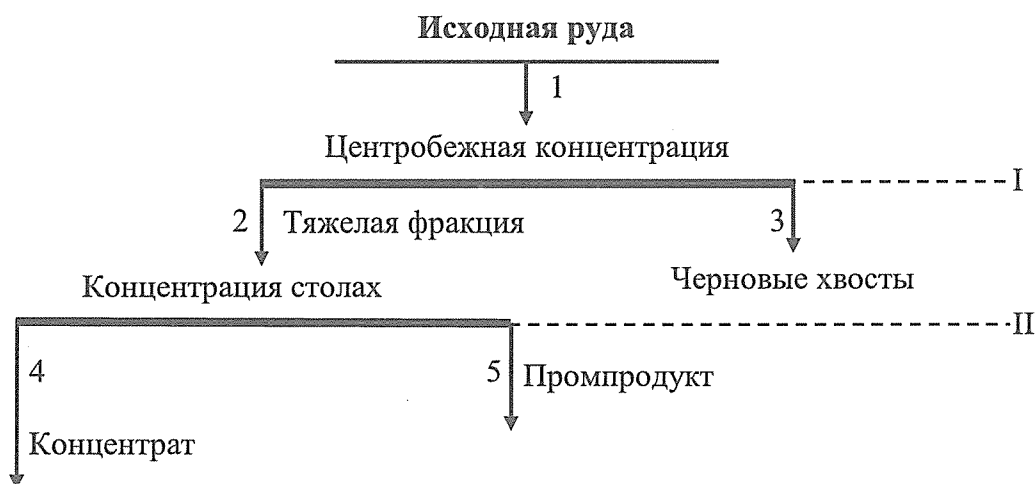 Исходная руда
1
Центробежная концентрация
I
2 Тяжелая фракция
3
Черновые хвосты
Концентрация столах
II
4
5 Промпродукт
Концентрат